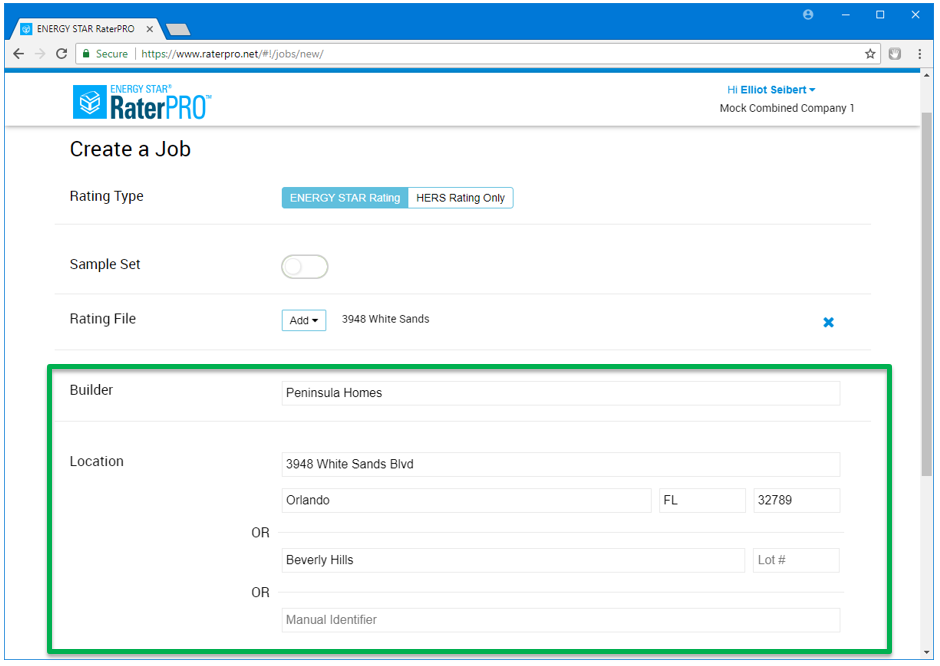 ENERGY STAR RaterPRO
Secure https://www.raterpro.net/#!/jobs/new/
ENERGY STAR®
RaterPRO™
Hi Elliot Seibert
Mock Combined Company 1
Create a Job
Rating Type ENERGY STAR Rating HERS Rating Only
Sample Set
Rating File Add 3948 White Sands
Builder Peninsula Homes
Location 3948 White Sands Blvd
Orlando FL 32789
OR
Beverly Hills Lot #
OR
Manual Identifier